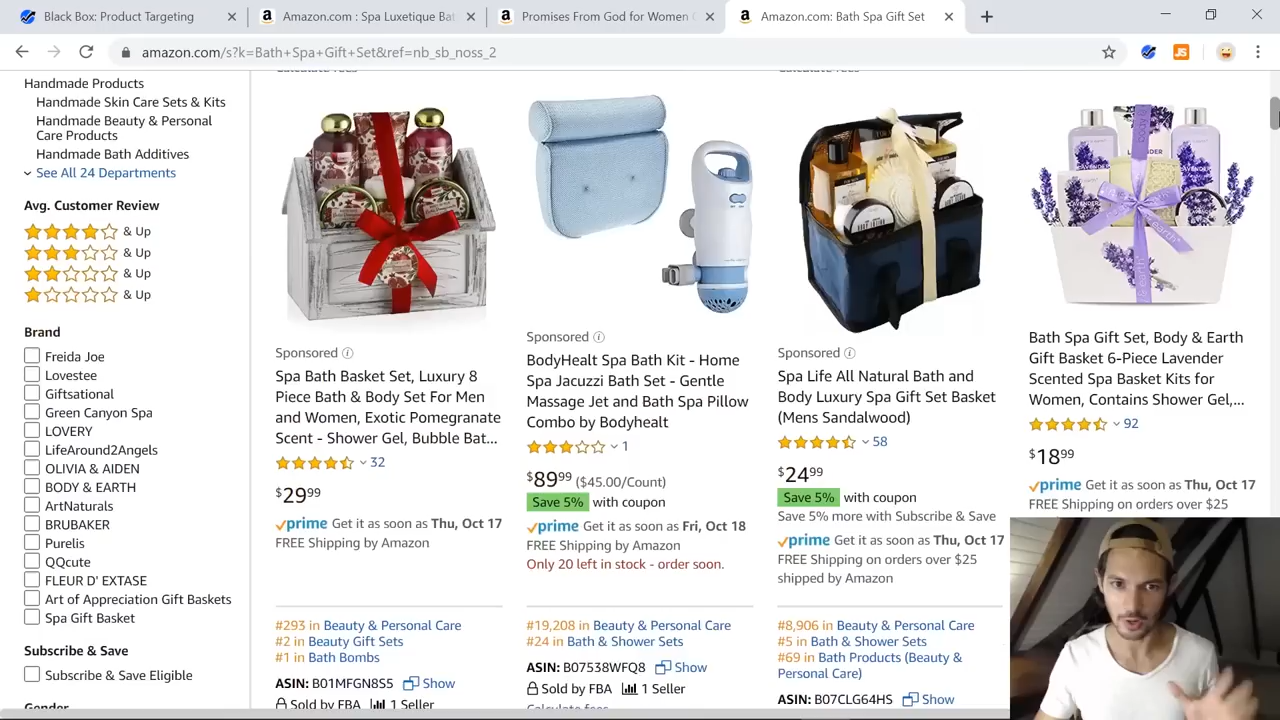 Black Box: Product Targeting
Amazon.com : Spa Luxetique Bat
Promises From God for Women
Amazon.com: Bath Spa Gift Set
amazon.com/s?k=Bath+Spa+Gift+Set&ref=nb_sb_noss_2
Handmade Products
Handmade Skin Care Sets & Kits
Handmade Beauty & Personal
Care Products
Handmade Bath Additives
See All 24 Departments
Avg. Customer Review
& Up
& Up
& Up
& Up
Brand
Freida Joe
Lovestee
Giftsational
Green Canyon Spa
LOVERY
LifeAround2Angels
OLIVIA & AIDEN
BODY & EARTH
ArtNaturals
BRUBAKER
Purelis
QQcute
FLEUR D' EXTASE
Art of Appreciation Gift Baskets
Spa Gift Basket
Subscribe & Save
Subscribe & Save Eligible
Gender
Calculate fees
Sponsored
Spa Bath Basket Set, Luxury 8
Piece Bath & Body Set For Men
and Women, Exotic Pomegranate
Scent - Shower Gel, Bubble Bat...
32
$2999
prime Get it as soon as Thu, Oct 17
FREE Shipping by Amazon
#293 in Beauty & Personal Care
#2 in Beauty Gift Sets
#1 in Bath Bombs
ASIN: B01MFGN8S5 Show
Sold by FBA 1 Seller
Sponsored
BodyHealt Spa Bath Kit - Home
Spa Jacuzzi Bath Set - Gentle
Massage Jet and Bath Spa Pillow
Combo by Bodyhealt
1
$8999 ($45.00/Count)
Save 5% with coupon
prime Get it as soon as Fri, Oct 18
FREE Shipping by Amazon
Only 20 left in stock - order soon.
#19,208 in Beauty & Personal Care
#24 in Bath & Shower Sets
ASIN: B07538WFQ8 Show
Sold by FBA 1 Seller
Calculate fees
Calculate fees
Sponsored
Spa Life All Natural Bath and
Body Luxury Spa Gift Set Basket
(Mens Sandalwood)
58
$2499
Save 5% with coupon
Save 5% more with Subscribe & Save
prime Get it as soon as Thu, Oct 17
FREE Shipping on orders over $25
shipped by Amazon
#8,906 in Beauty & Personal Care
#5 in Bath & Shower Sets
#69 in Bath Products (Beauty &
Personal Care)
ASIN: B07CLG64HS Show
LAVENDER
Bath Spa Gift Set, Body & Earth
Gift Basket 6-Piece Lavender
Scented Spa Basket Kits for
Women, Contains Shower Gel,...
92
$1899
prime Get it as soon as Thu, Oct 17
FREE Shipping on orders over $25